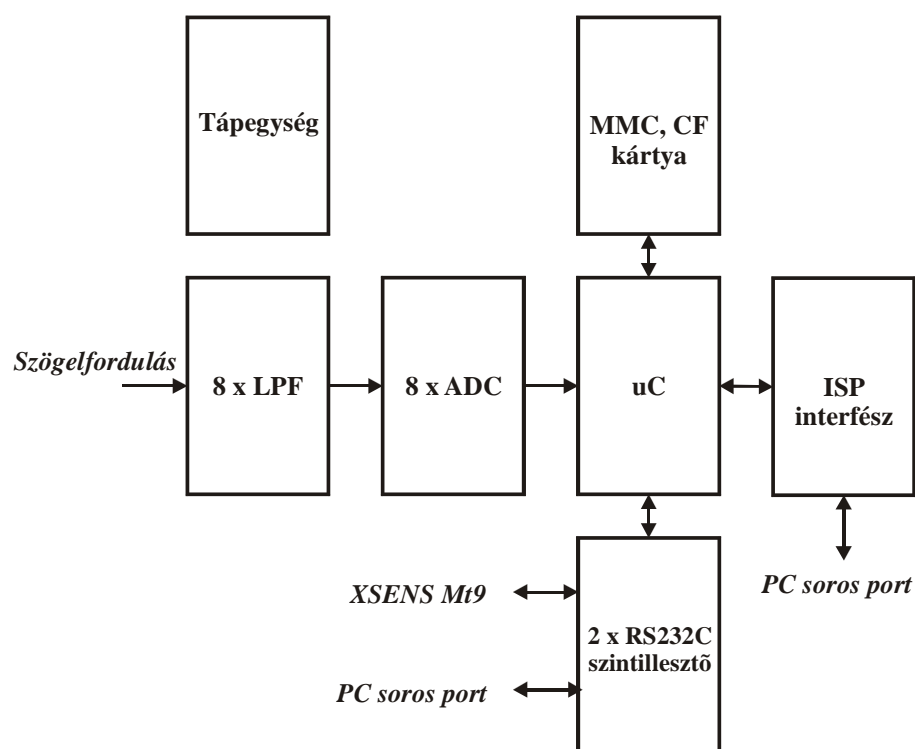 Tápegység
MMC, CF
kártya
Szögelfordulás
8 x LPF
8 x ADC
uC
ISP
interfész
XSENS Mt9
PC soros port
2 x RS232C
szintillesztõ
PC soros port